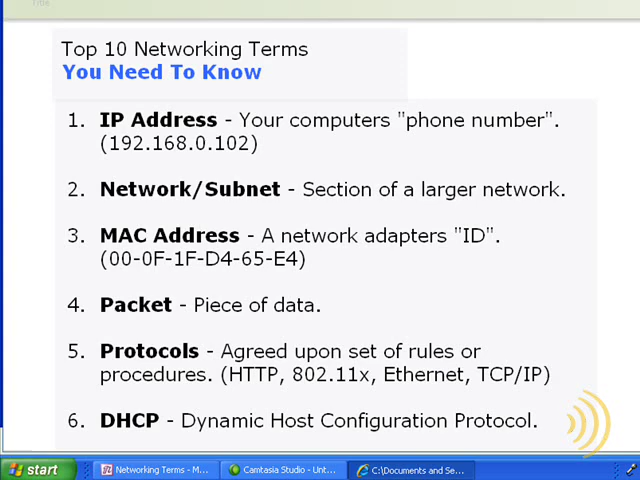 Title
Top 10 Networking Terms
You Need To Know
1. IP Address - Your computers "phone number".
(192.168.0.102)
2. Network/Subnet - Section of a larger network.
3. MAC Address - A network adapters "ID".
(00-0F-1F-D4-65-E4)
4. Packet - Piece of data.
5. Protocols - Agreed upon set of rules or
procedures. (HTTP, 802.11x, Ethernet, TCP/IP)
6. DHCP - Dynamic Host Configuration Protocol.
start Networking Terms - M... Camtasia Studio - Unt... C:\Documents and Se...